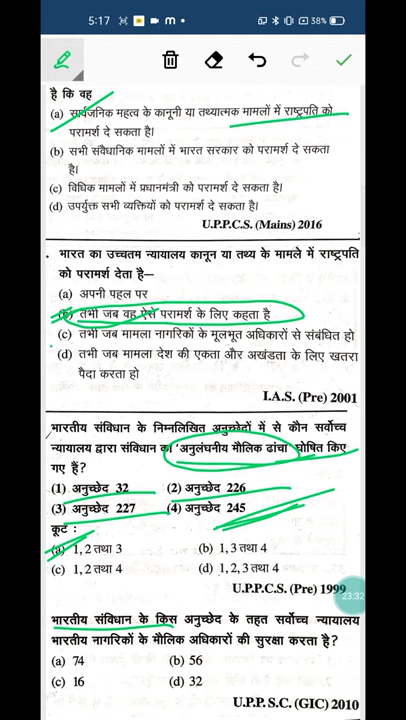 5:17
38%
है कि वह
(a) सार्वजनिक महत्व के कानूनी या तथ्यात्मक मामलों में राष्ट्रपति को
परामर्श दे सकता है।
(b) सभी संवैधानिक मामलों में भारत सरकार को परामर्श दे सकता
है।
(c) विधिक मामलों में प्रधानमंत्री को परामर्श दे सकता है।
(d) उपर्युक्त सभी व्यक्तियों को परामर्श दे सकता है।
U.P.P.C.S. (Mains) 2016
. भारत का उच्चतम न्यायालय कानून या तथ्य के मामले में राष्ट्रपति
को परामर्श देता है—
(a) अपनी पहल पर
(b) तभी जब वह ऐसे परामर्श के लिए कहता है
(c) तभी जब मामला नागरिकों के मूलभूत अधिकारों से संबंधित हो
(d) तभी जब मामला देश की एकता और अखंडता के लिए खतरा
पैदा करता हो
I.A.S. (Pre) 2001
भारतीय संविधान के निम्नलिखित अनुच्छेदों में से कौन सर्वोच्च
न्यायालय द्वारा संविधान का 'अनुलंघनीय मौलिक ढांचा' घोषित किए
गए हैं?
(1) अनुच्छेद 32 (2) अनुच्छेद 226
(3) अनुच्छेद 227 (4) अनुच्छेद 245
कूट :
(a) 1, 2 तथा 3 (b) 1, 3 तथा 4
(c) 1, 2 तथा 4 (d) 1, 2, 3 तथा 4
U.P.P.C.S. (Pre) 1999
23:32
भारतीय संविधान के किस अनुच्छेद के तहत सर्वोच्च न्यायालय
भारतीय नागरिकों के मौलिक अधिकारों की सुरक्षा करता है?
(a) 74 (b) 56
(c) 16 (d) 32
U.P.P.S.C. (GIC) 2010